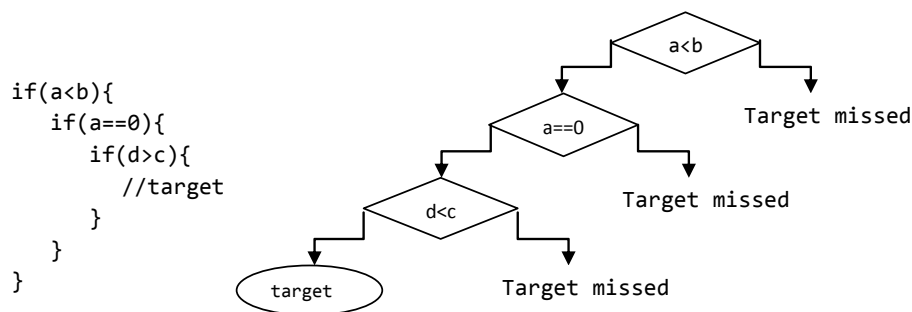 if(a<b){
if(a==0){
if(d>c){
//target
}
}
}
a<b
Target missed
a==0
Target missed
d<c
target
Target missed